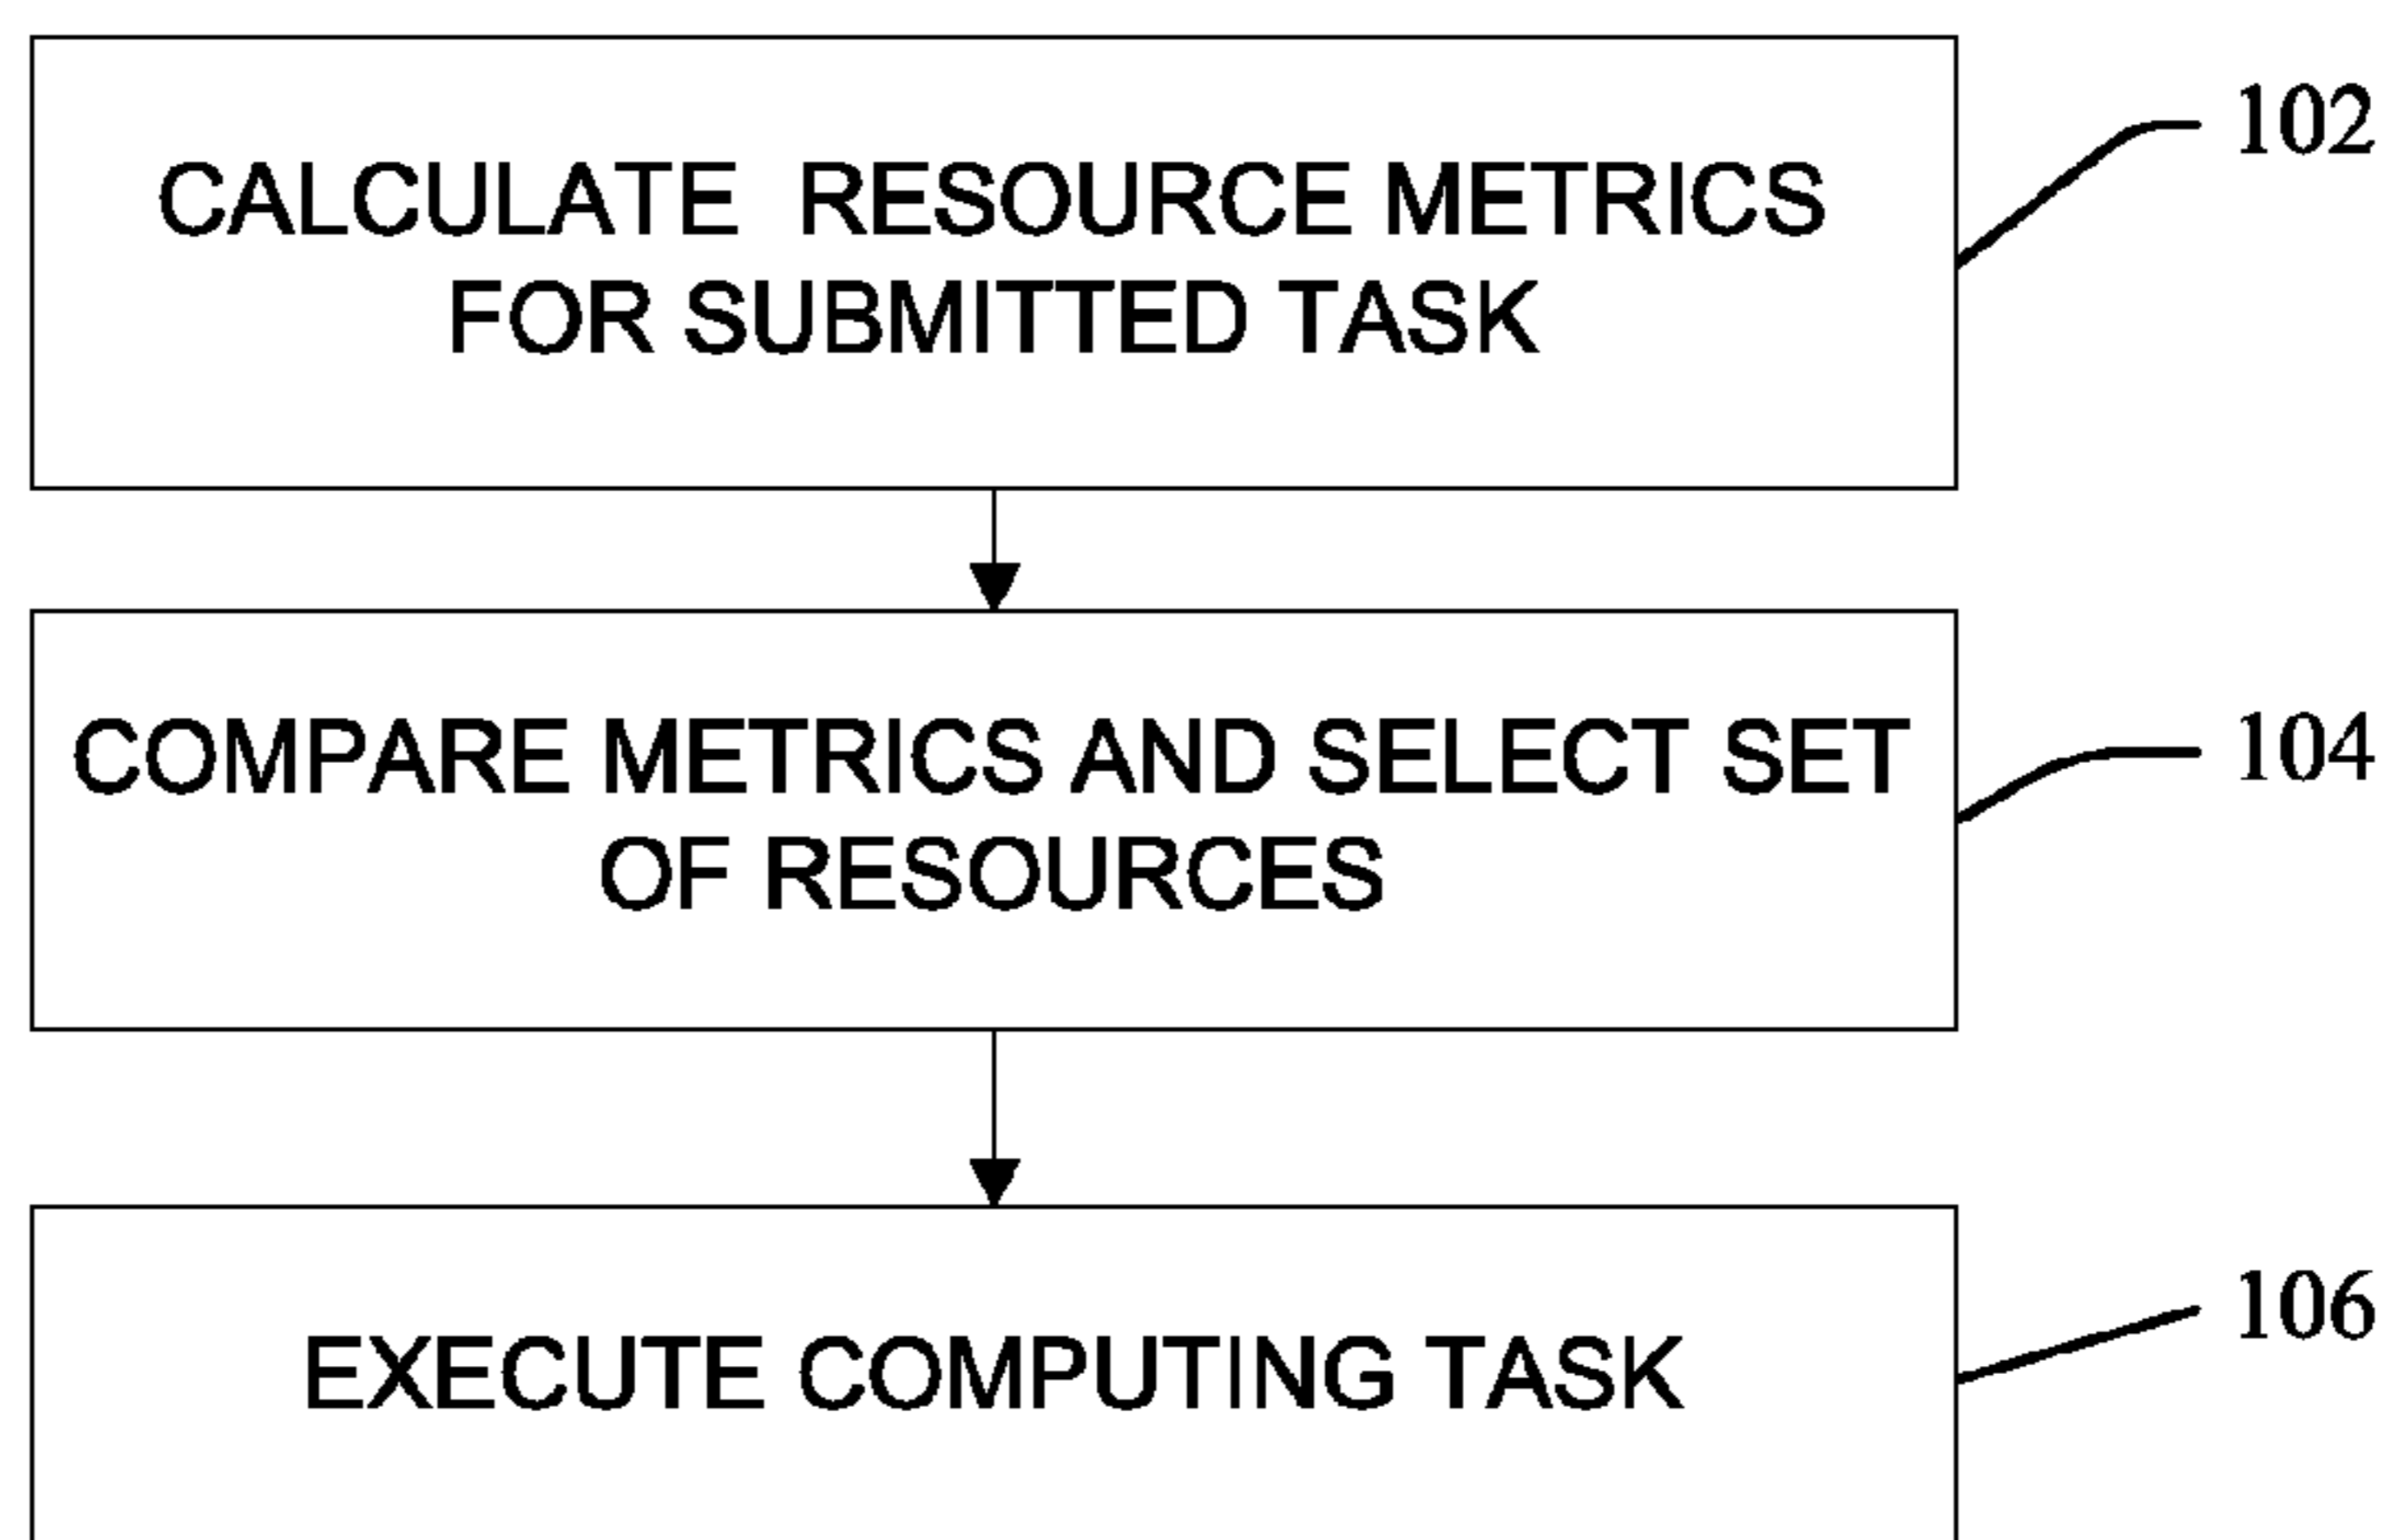 CALCULATE RESOURCE METRICS
FOR SUBMITTED TASK
102
COMPARE METRICS AND SELECT SET
OF RESOURCES
104
EXECUTE COMPUTING TASK
106